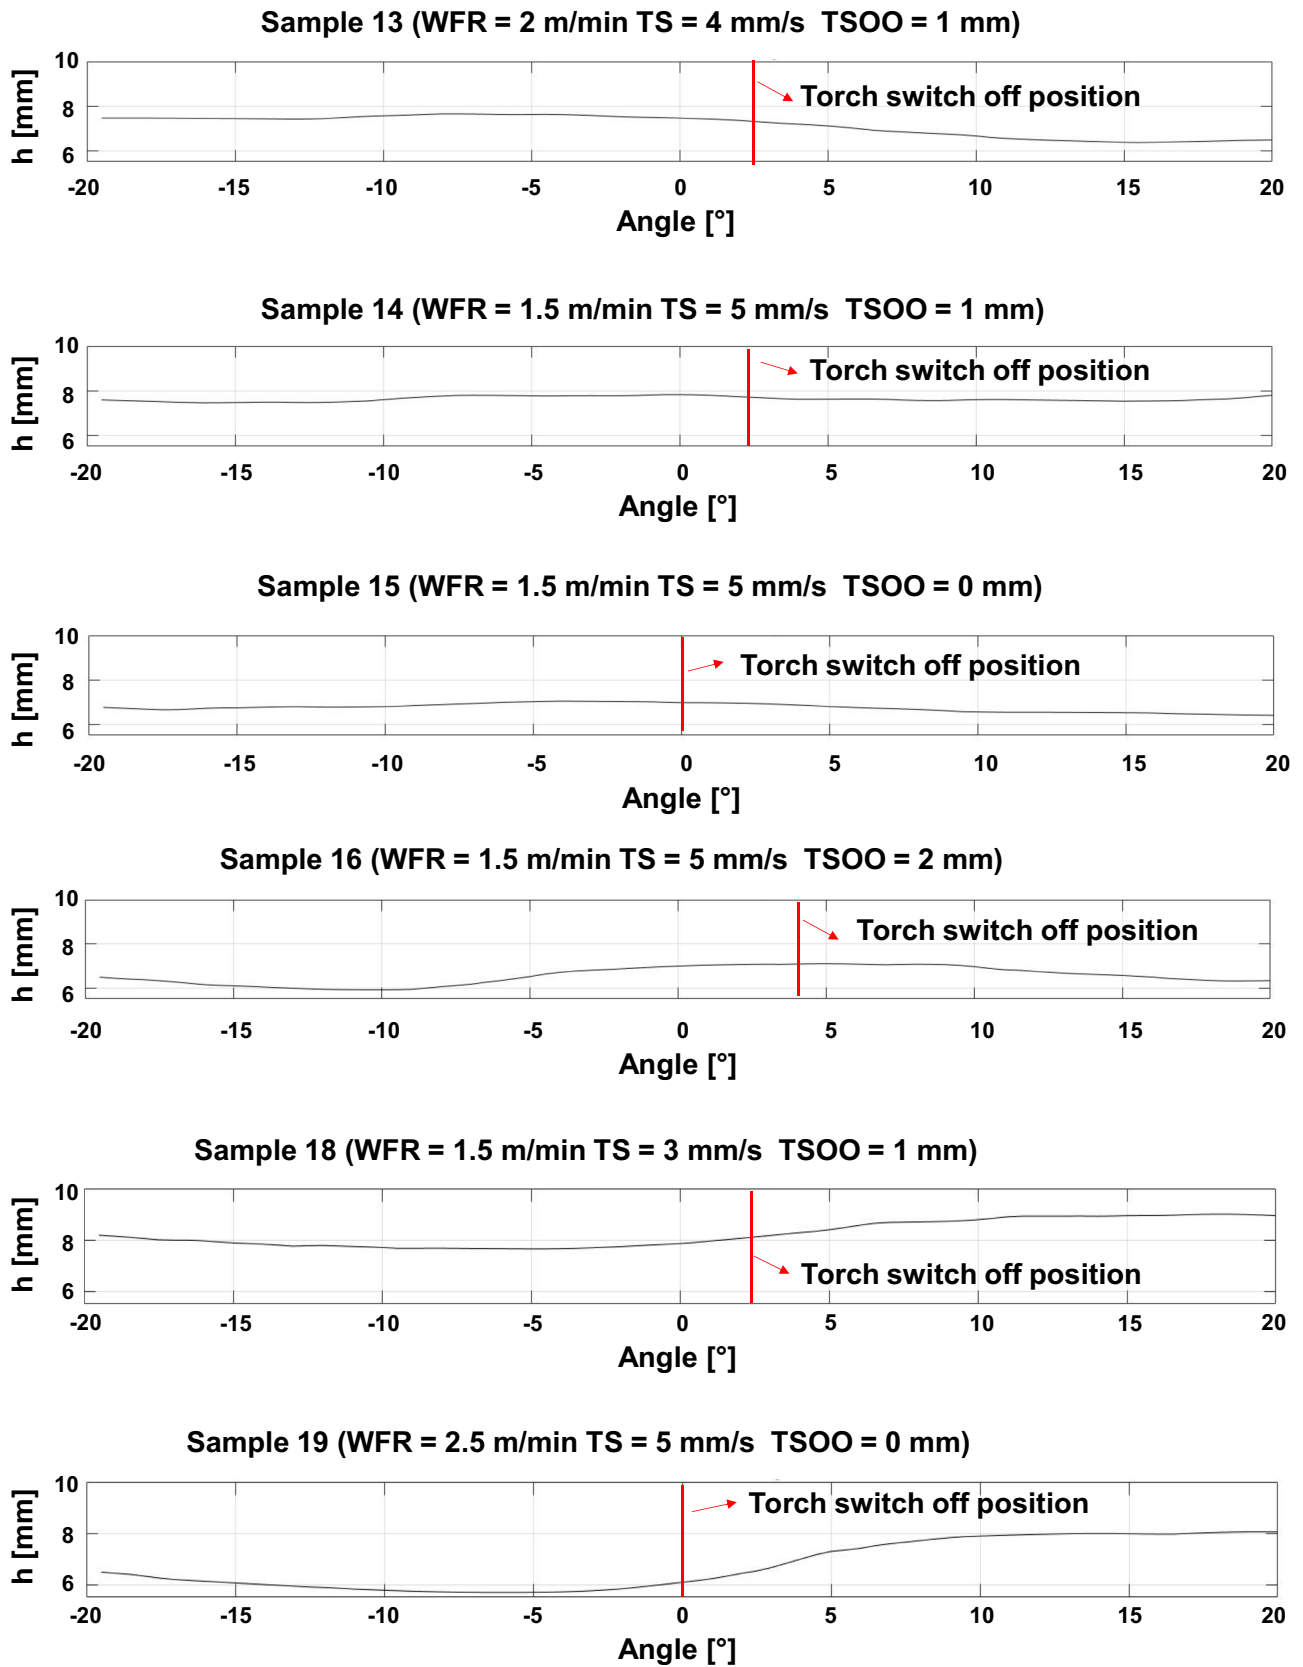 Sample 13 (WFR = 2 m/min TS = 4 mm/s TSOO = 1 mm)
10
8
6
h [mm]
Torch switch off position
-20 -15 -10 -5 0 5 10 15 20
Angle [°]
Sample 14 (WFR = 1.5 m/min TS = 5 mm/s TSOO = 1 mm)
10
8
6
h [mm]
Torch switch off position
-20 -15 -10 -5 0 5 10 15 20
Angle [°]
Sample 15 (WFR = 1.5 m/min TS = 5 mm/s TSOO = 0 mm)
10
8
6
h [mm]
Torch switch off position
-20 -15 -10 -5 0 5 10 15 20
Angle [°]
Sample 16 (WFR = 1.5 m/min TS = 5 mm/s TSOO = 2 mm)
10
8
6
h [mm]
Torch switch off position
-20 -15 -10 -5 0 5 10 15 20
Angle [°]
Sample 18 (WFR = 1.5 m/min TS = 3 mm/s TSOO = 1 mm)
10
8
6
h [mm]
Torch switch off position
-20 -15 -10 -5 0 5 10 15 20
Angle [°]
Sample 19 (WFR = 2.5 m/min TS = 5 mm/s TSOO = 0 mm)
10
8
6
h [mm]
Torch switch off position
-20 -15 -10 -5 0 5 10 15 20
Angle [°]